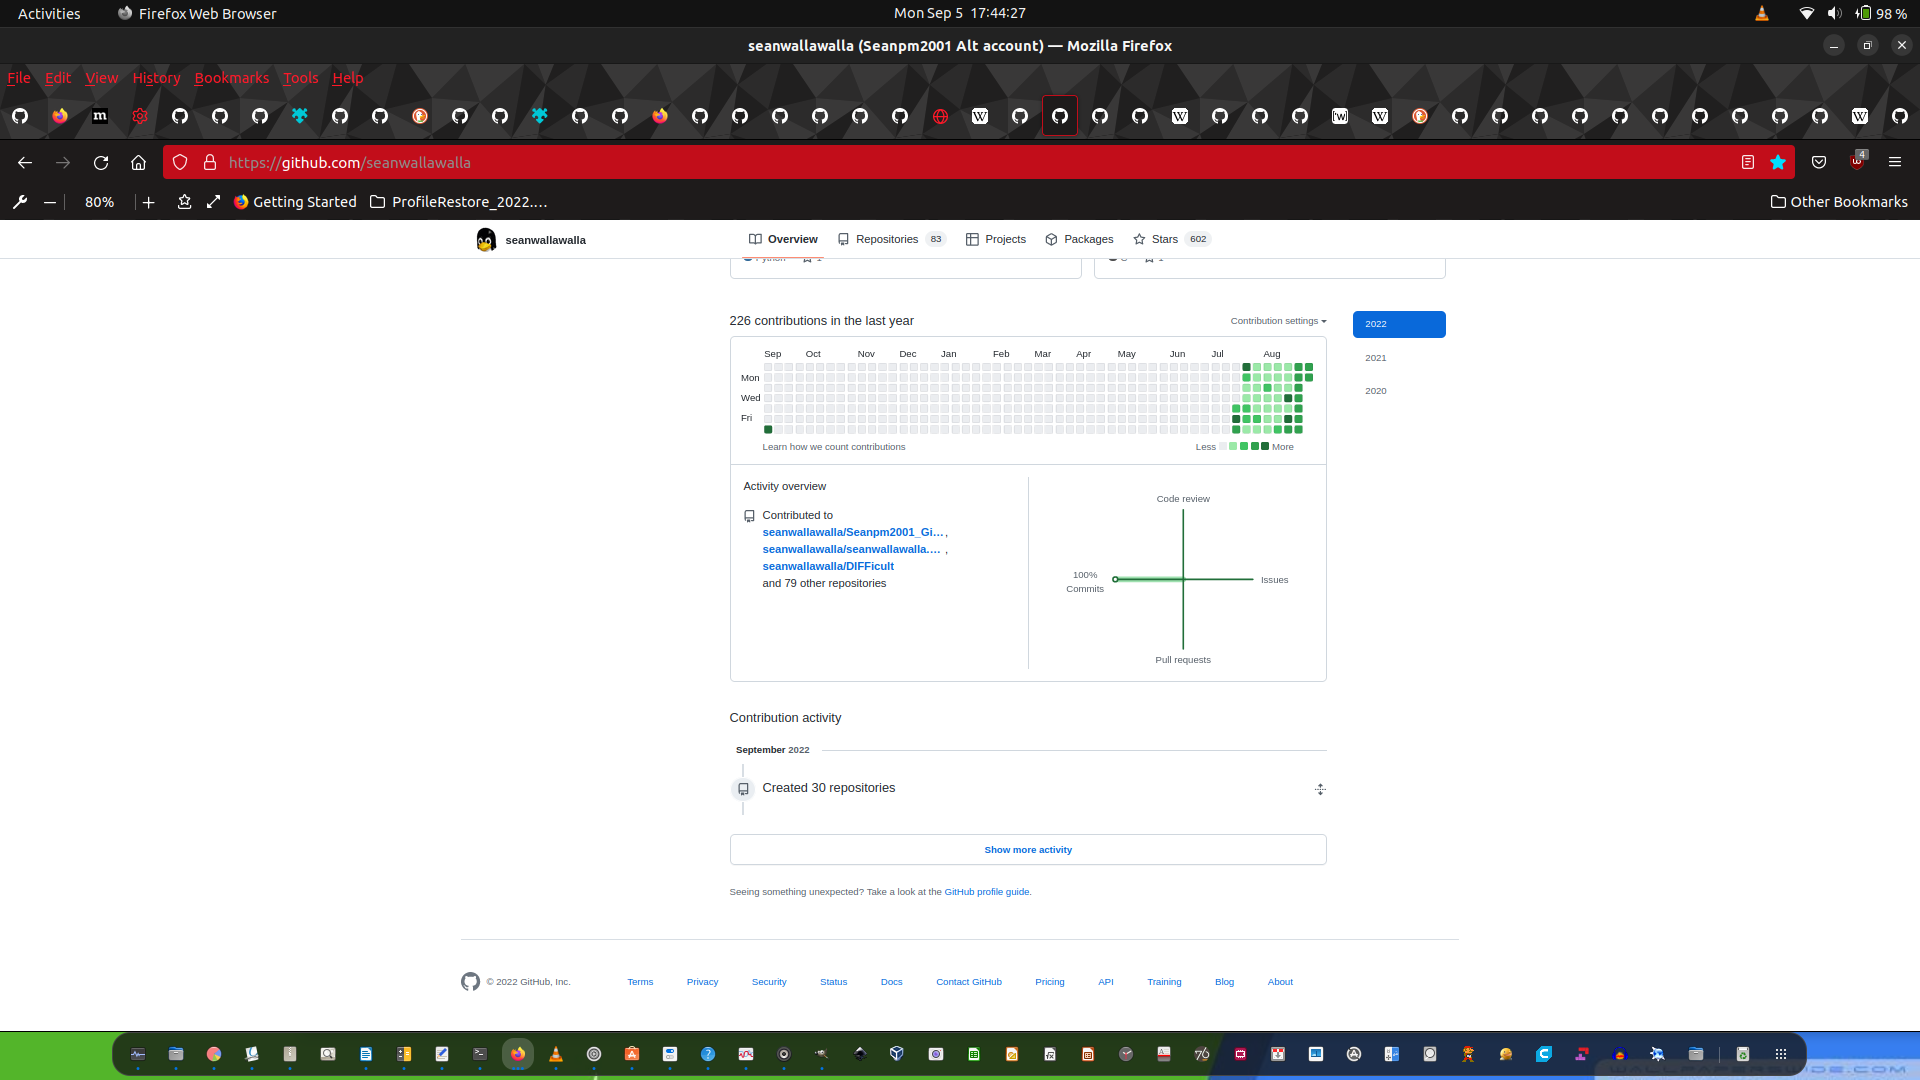 Activities
Firefox Web Browser
Mon Sep 5 17:44:27
98 %
seanwallawalla (Seanpm2001 Alt account) — Mozilla Firefox
File Edit View History Bookmarks Tools Help
https://github.com/seanwallawalla
4
80%
Getting Started
ProfileRestore_2022....
Other Bookmarks
seanwallawalla
Overview
Repositories 83
Projects
Packages
Stars 602
226 contributions in the last year
Contribution settings
2022
2021
2020
Sep Oct Nov Dec Jan Feb Mar Apr May Jun Jul Aug
Mon
Wed
Fri
Learn how we count contributions
Less
More
Activity overview
Contributed to
seanwallawalla/Seanpm2001_Gi… ,
seanwallawalla/seanwallawalla.… ,
seanwallawalla/DIFFicult
and 79 other repositories
Code review
100%
Commits
Issues
Pull requests
Contribution activity
September 2022
Created 30 repositories
Show more activity
Seeing something unexpected? Take a look at the GitHub profile guide.
© 2022 GitHub, Inc.
Terms
Privacy
Security
Status
Docs
Contact GitHub
Pricing
API
Training
Blog
About